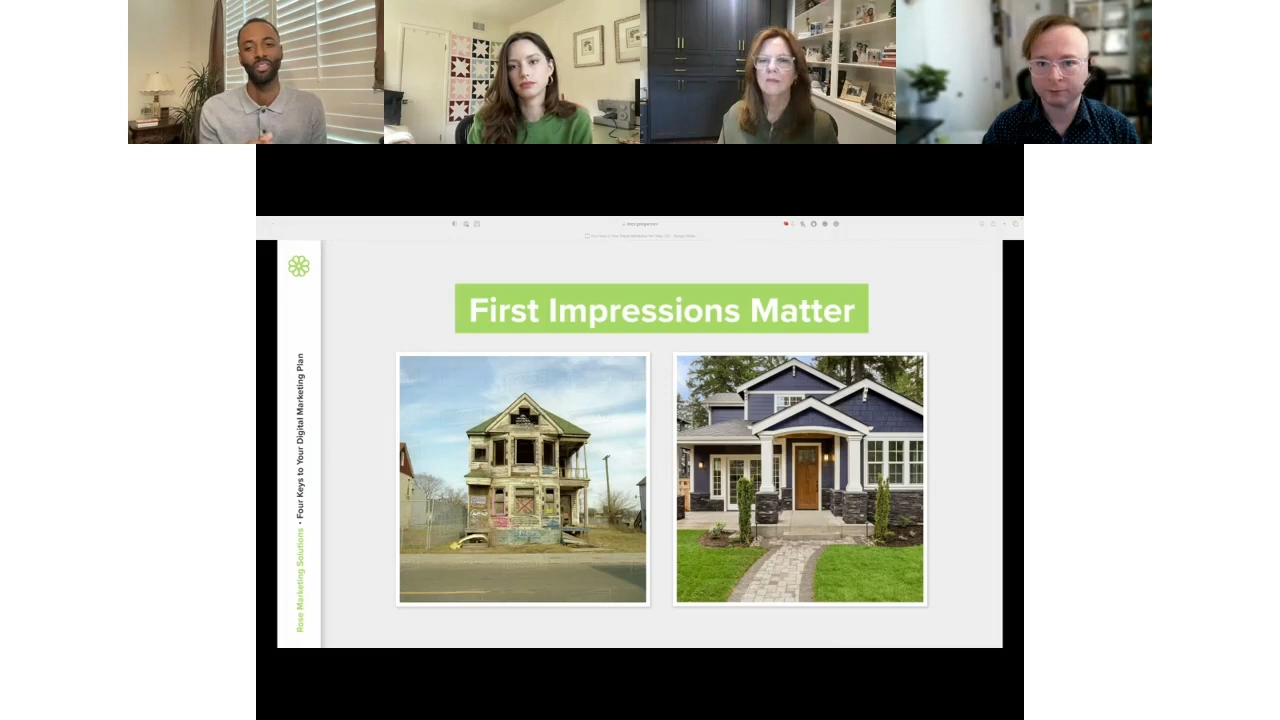 First Impressions Matter
Rose Marketing Solutions • Four Keys to Your Digital Marketing Plan